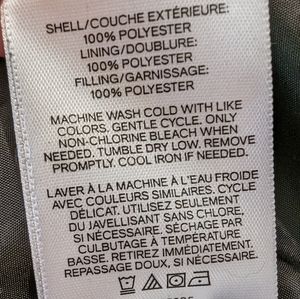 SHELL/COUCHE EXTÉRIEURE:
100% POLYESTER
LINING/DOUBLURE:
100% POLYESTER
FILLING/GARNISSAGE:
100% POLYESTER
MACHINE WASH COLD WITH LIKE
COLORS. GENTLE CYCLE. ONLY
NON-CHLORINE BLEACH WHEN
NEEDED. TUMBLE DRY LOW. REMOVE
PROMPTLY. COOL IRON IF NEEDED.
LAVER À LA MACHINE À L'EAU FROIDE
AVEC COULEURS SIMILAIRES. CYCLE
DÉLICAT. UTILISEZ SEULEMENT
DU JAVELLISANT SANS CHLORE,
SI NÉCESSAIRE. SÉCHAGE PAR
CULBUTAGE À TEMPÉRATURE
BASSE. RETIREZ IMMÉDIATEMENT.
REPASSAGE DOUX, SI NÉCESSAIRE.